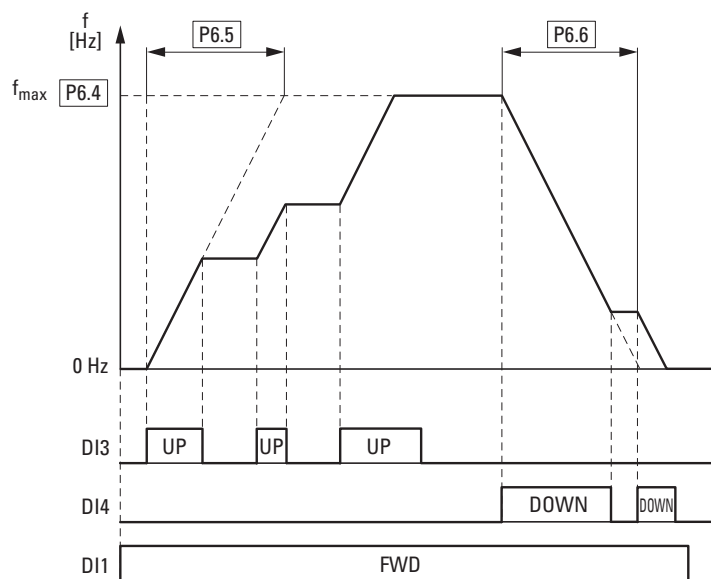 f
[Hz]
P6.5
P6.6
fmax P6.4
0 Hz
DI3 UP UP UP
DI4 DOWN DOWN
DI1 FWD